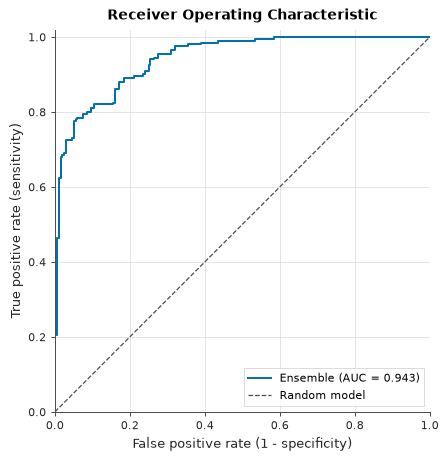 Receiver Operating Characteristic
1.0
0.8
0.6
0.4
0.2
0.0
True positive rate (sensitivity)
Ensemble (AUC = 0.943)
Random model
0.0 0.2 0.4 0.6 0.8 1.0
False positive rate (1 - specificity)